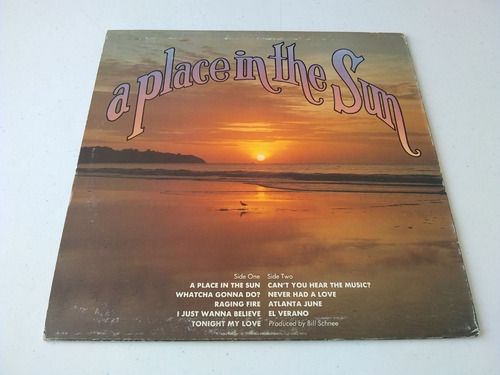 a place in the Sun
Side One
A PLACE IN THE SUN
WHATCHA GONNA DO?
RAGING FIRE
I JUST WANNA BELIEVE
TONIGHT MY LOVE
Side Two
CAN'T YOU HEAR THE MUSIC?
NEVER HAD A LOVE
ATLANTA JUNE
EL VERANO
Produced by Bill Schnee